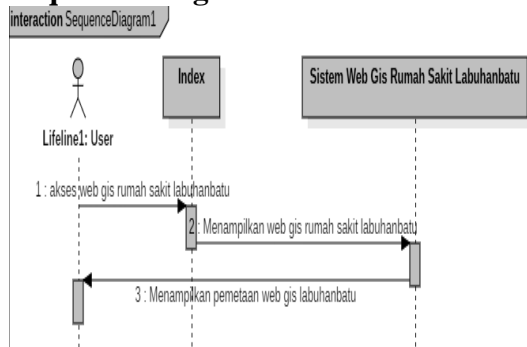 interaction SequenceDiagram1
Index
Sistem Web Gis Rumah Sakit Labuhanbatu
Lifeline1: User
1 : akses web gis rumah sakit labuhanbatu
2 : Menampilkan web gis rumah sakit labuhanbatu
3 : Menampilkan pemetaan web gis labuhanbatu